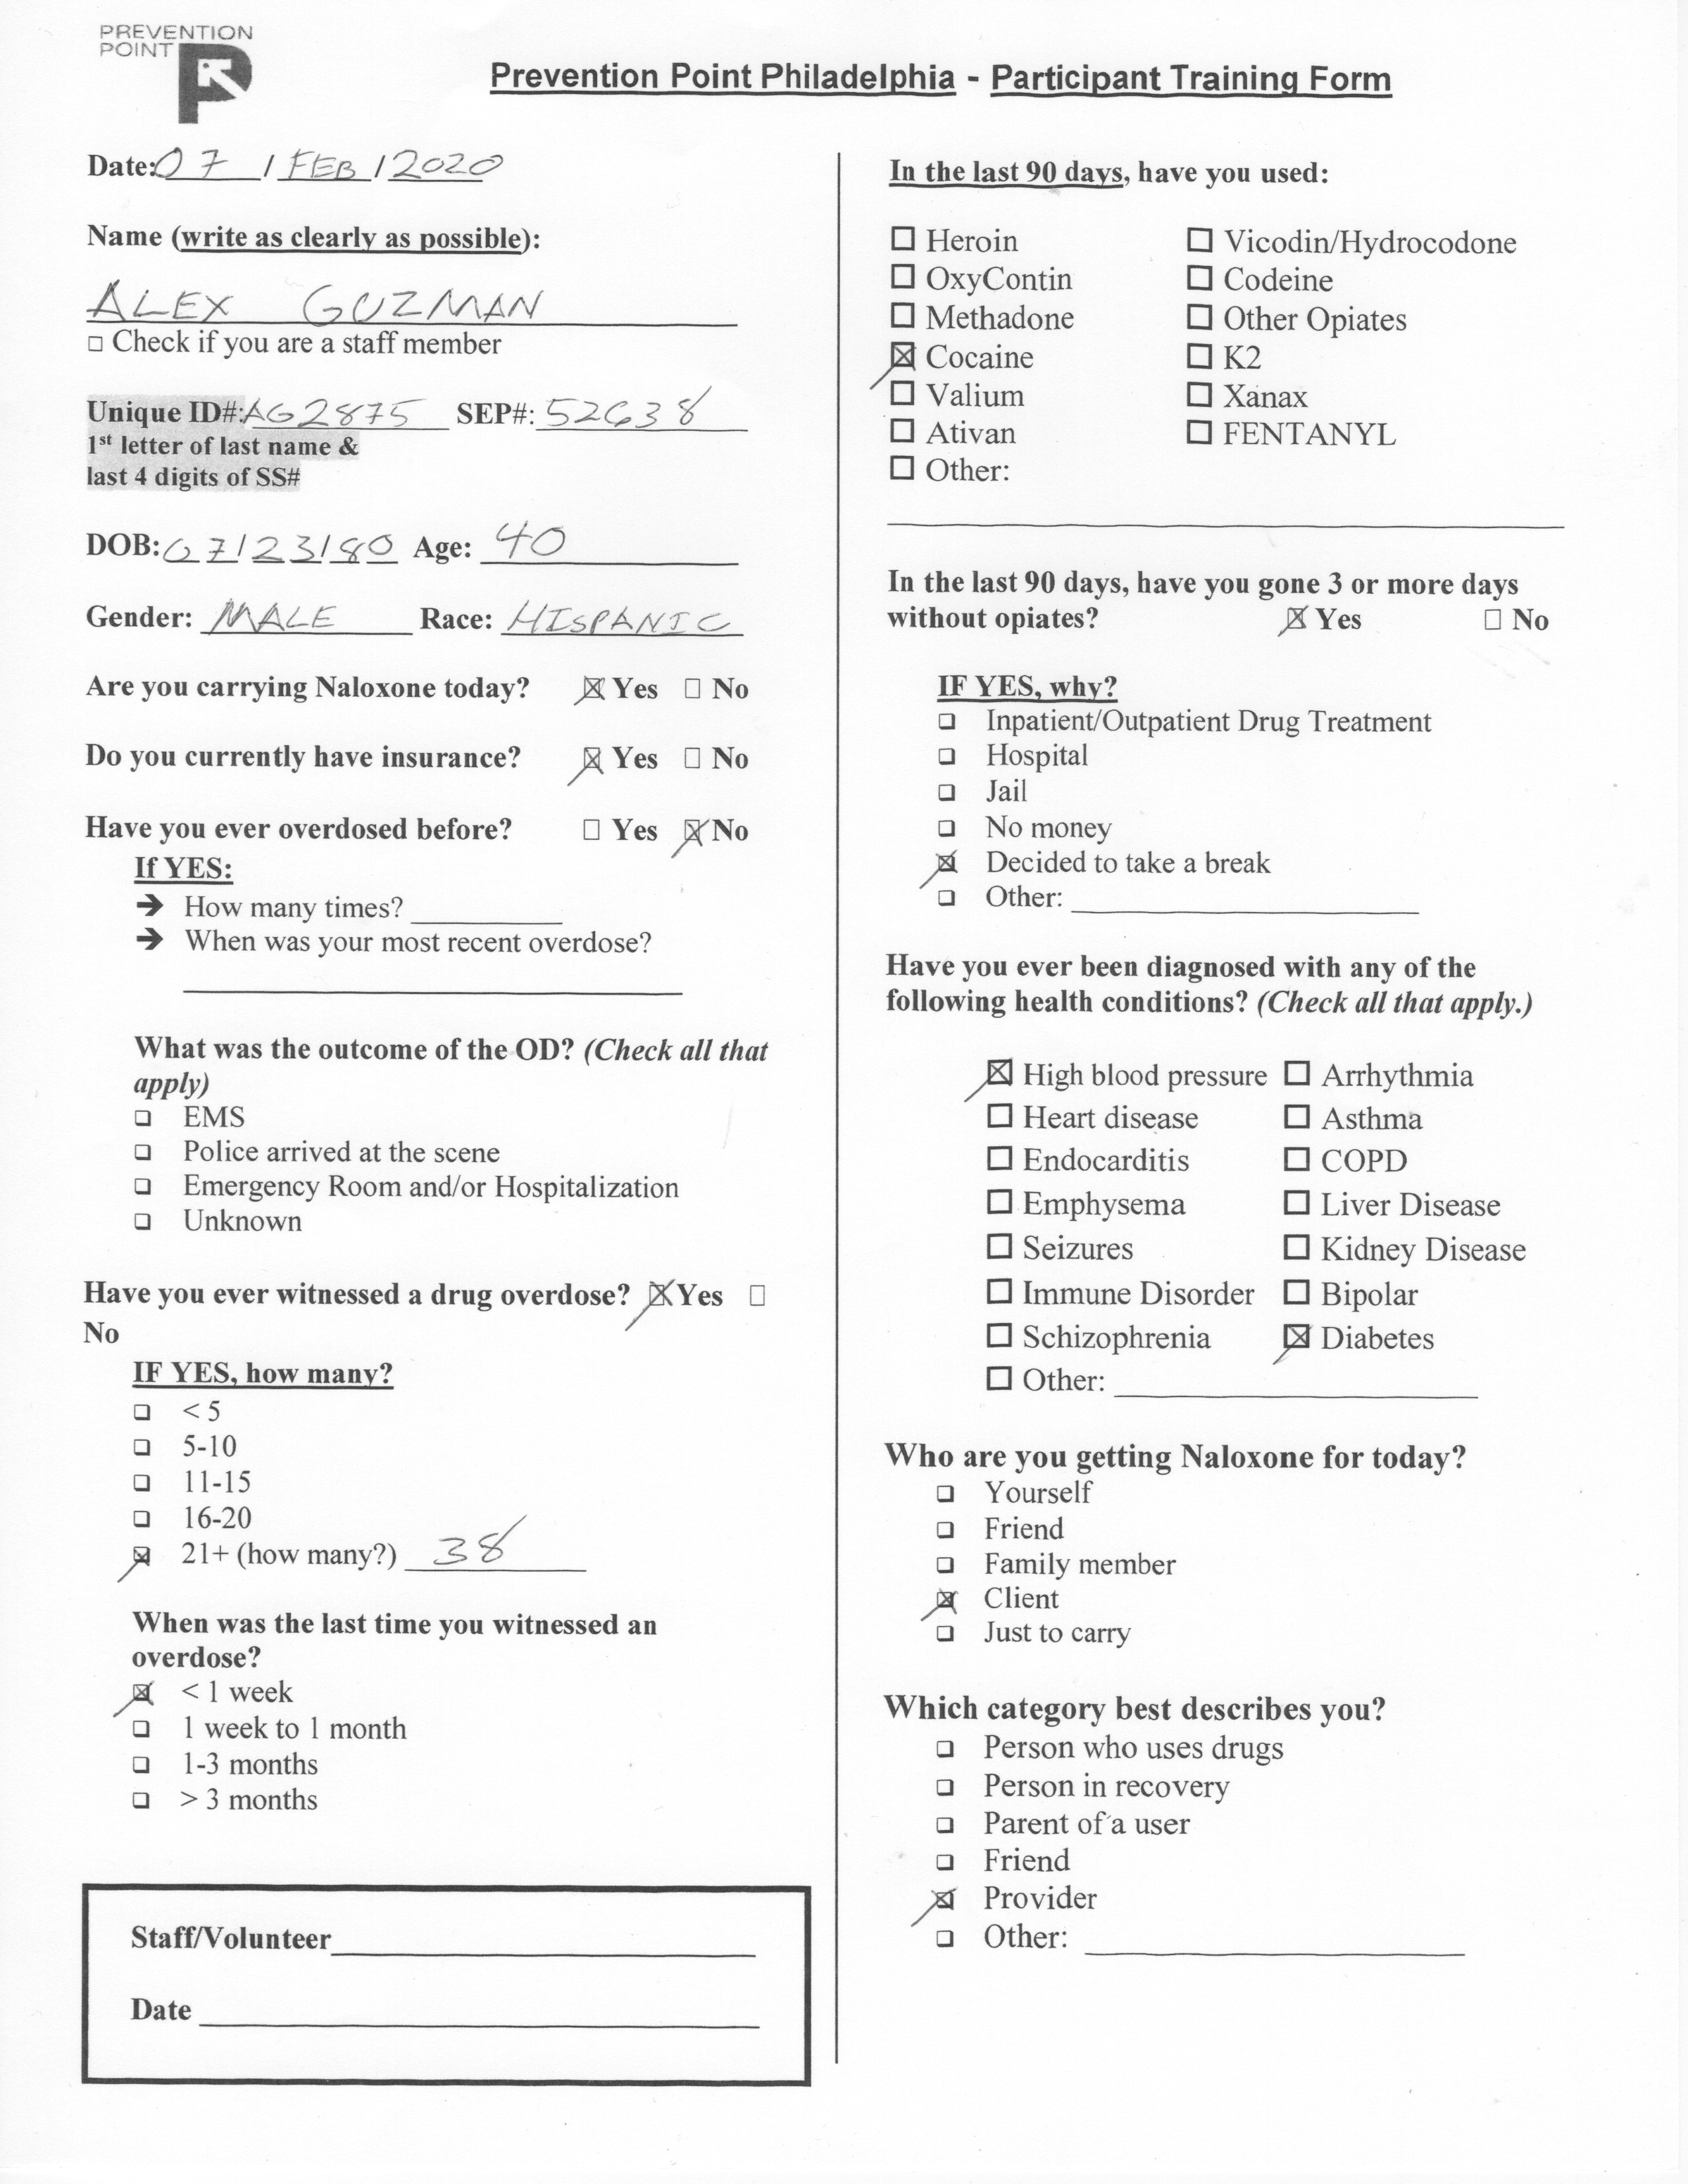 PREVENTION
POINT
Prevention Point Philadelphia - Participant Training Form
Date: 07 / FEB / 2020
Name (write as clearly as possible):
ALEX GUZMAN
☐ Check if you are a staff member
Unique ID#: AG2875 SEP#: 52638
1st letter of last name &
last 4 digits of SS#
DOB: 07/23/80 Age: 40
Gender: MALE Race: HISPANIC
Are you carrying Naloxone today? ☒ Yes ☐ No
Do you currently have insurance? ☒ Yes ☐ No
Have you ever overdosed before? ☐ Yes ☒ No
If YES:
➔ How many times?
➔ When was your most recent overdose?
What was the outcome of the OD? (Check all that
apply)
☐ EMS
☐ Police arrived at the scene
☐ Emergency Room and/or Hospitalization
☐ Unknown
Have you ever witnessed a drug overdose? ☒ Yes ☐
No
IF YES, how many?
☐ < 5
☐ 5-10
☐ 11-15
☐ 16-20
☒ 21+ (how many?) 38
When was the last time you witnessed an
overdose?
☒ < 1 week
☐ 1 week to 1 month
☐ 1-3 months
☐ > 3 months
Staff/Volunteer
Date
In the last 90 days, have you used:
☐ Heroin ☐ Vicodin/Hydrocodone
☐ OxyContin ☐ Codeine
☐ Methadone ☐ Other Opiates
☒ Cocaine ☐ K2
☐ Valium ☐ Xanax
☐ Ativan ☐ FENTANYL
☐ Other:
In the last 90 days, have you gone 3 or more days
without opiates? ☒ Yes ☐ No
IF YES, why?
☐ Inpatient/Outpatient Drug Treatment
☐ Hospital
☐ Jail
☐ No money
☒ Decided to take a break
☐ Other:
Have you ever been diagnosed with any of the
following health conditions? (Check all that apply.)
☒ High blood pressure ☐ Arrhythmia
☐ Heart disease ☐ Asthma
☐ Endocarditis ☐ COPD
☐ Emphysema ☐ Liver Disease
☐ Seizures ☐ Kidney Disease
☐ Immune Disorder ☐ Bipolar
☐ Schizophrenia ☒ Diabetes
☐ Other:
Who are you getting Naloxone for today?
☐ Yourself
☐ Friend
☐ Family member
☒ Client
☐ Just to carry
Which category best describes you?
☐ Person who uses drugs
☐ Person in recovery
☐ Parent of a user
☐ Friend
☒ Provider
☐ Other: